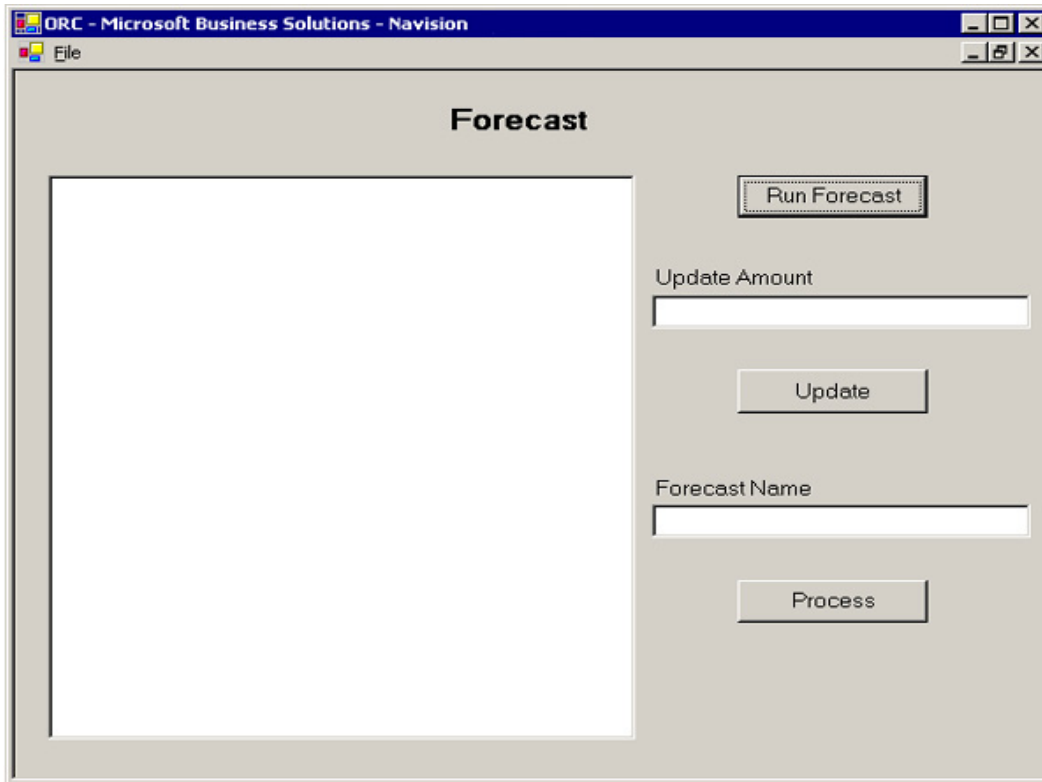 ORC - Microsoft Business Solutions - Navision
File
Forecast
Run Forecast
Update Amount
Update
Forecast Name
Process